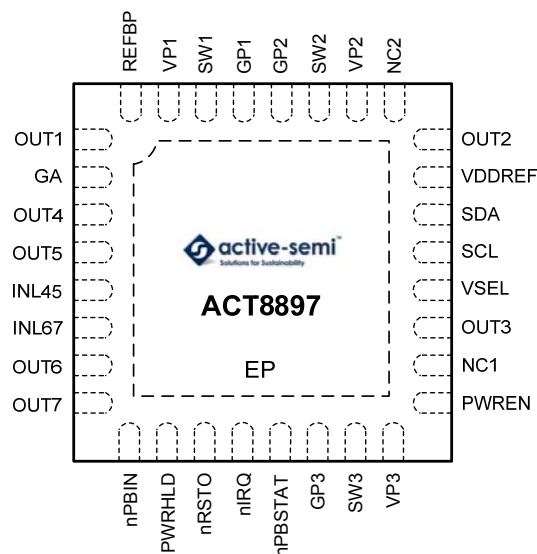 REFBP
VP1
SW1
GP1
GP2
SW2
VP2
NC2
OUT1
GA
OUT4
OUT5
INL45
INL67
OUT6
OUT7
OUT2
VDDREF
SDA
SCL
VSEL
OUT3
NC1
PWREN
active-semi™
Solutions for Sustainability
ACT8897
EP
nPBIN
PWRHLD
nRSTO
nIRQ
nPBSTAT
GP3
SW3
VP3